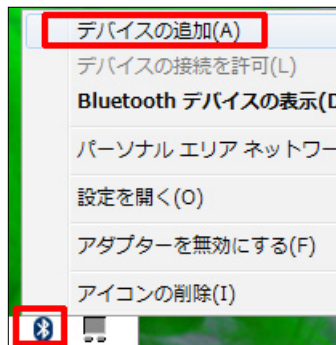 デバイスの追加(A)
デバイスの接続を許可(L)
Bluetooth デバイスの表示(D
パーソナル エリア ネットワー
設定を開く(O)
アダプターを無効にする(F)
アイコンの削除(I)